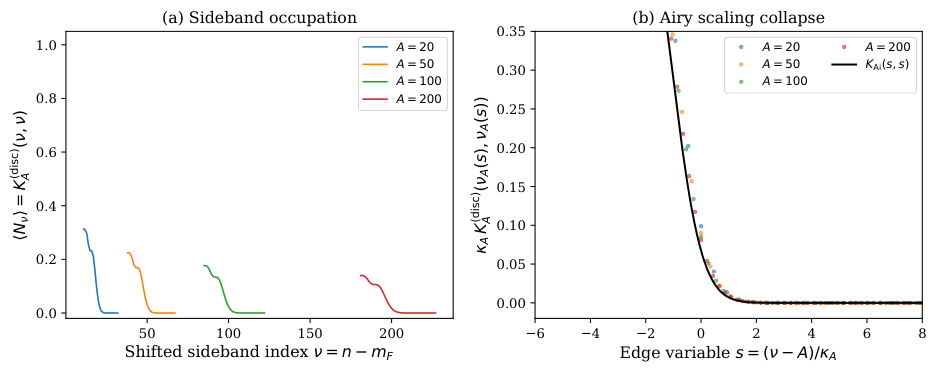 (a) Sideband occupation
⟨N_ν⟩ = K_A^(disc)(ν, ν)
1.0
0.8
0.6
0.4
0.2
0.0
A = 20
A = 50
A = 100
A = 200
50
100
150
200
Shifted sideband index ν = n − m_F
(b) Airy scaling collapse
κ_A K_A^(disc)(ν_A(s), ν_A(s))
0.35
0.30
0.25
0.20
0.15
0.10
0.05
0.00
A = 20
A = 50
A = 100
A = 200
K_Ai(s, s)
−6
−4
−2
0
2
4
6
8
Edge variable s = (ν − A)/κ_A